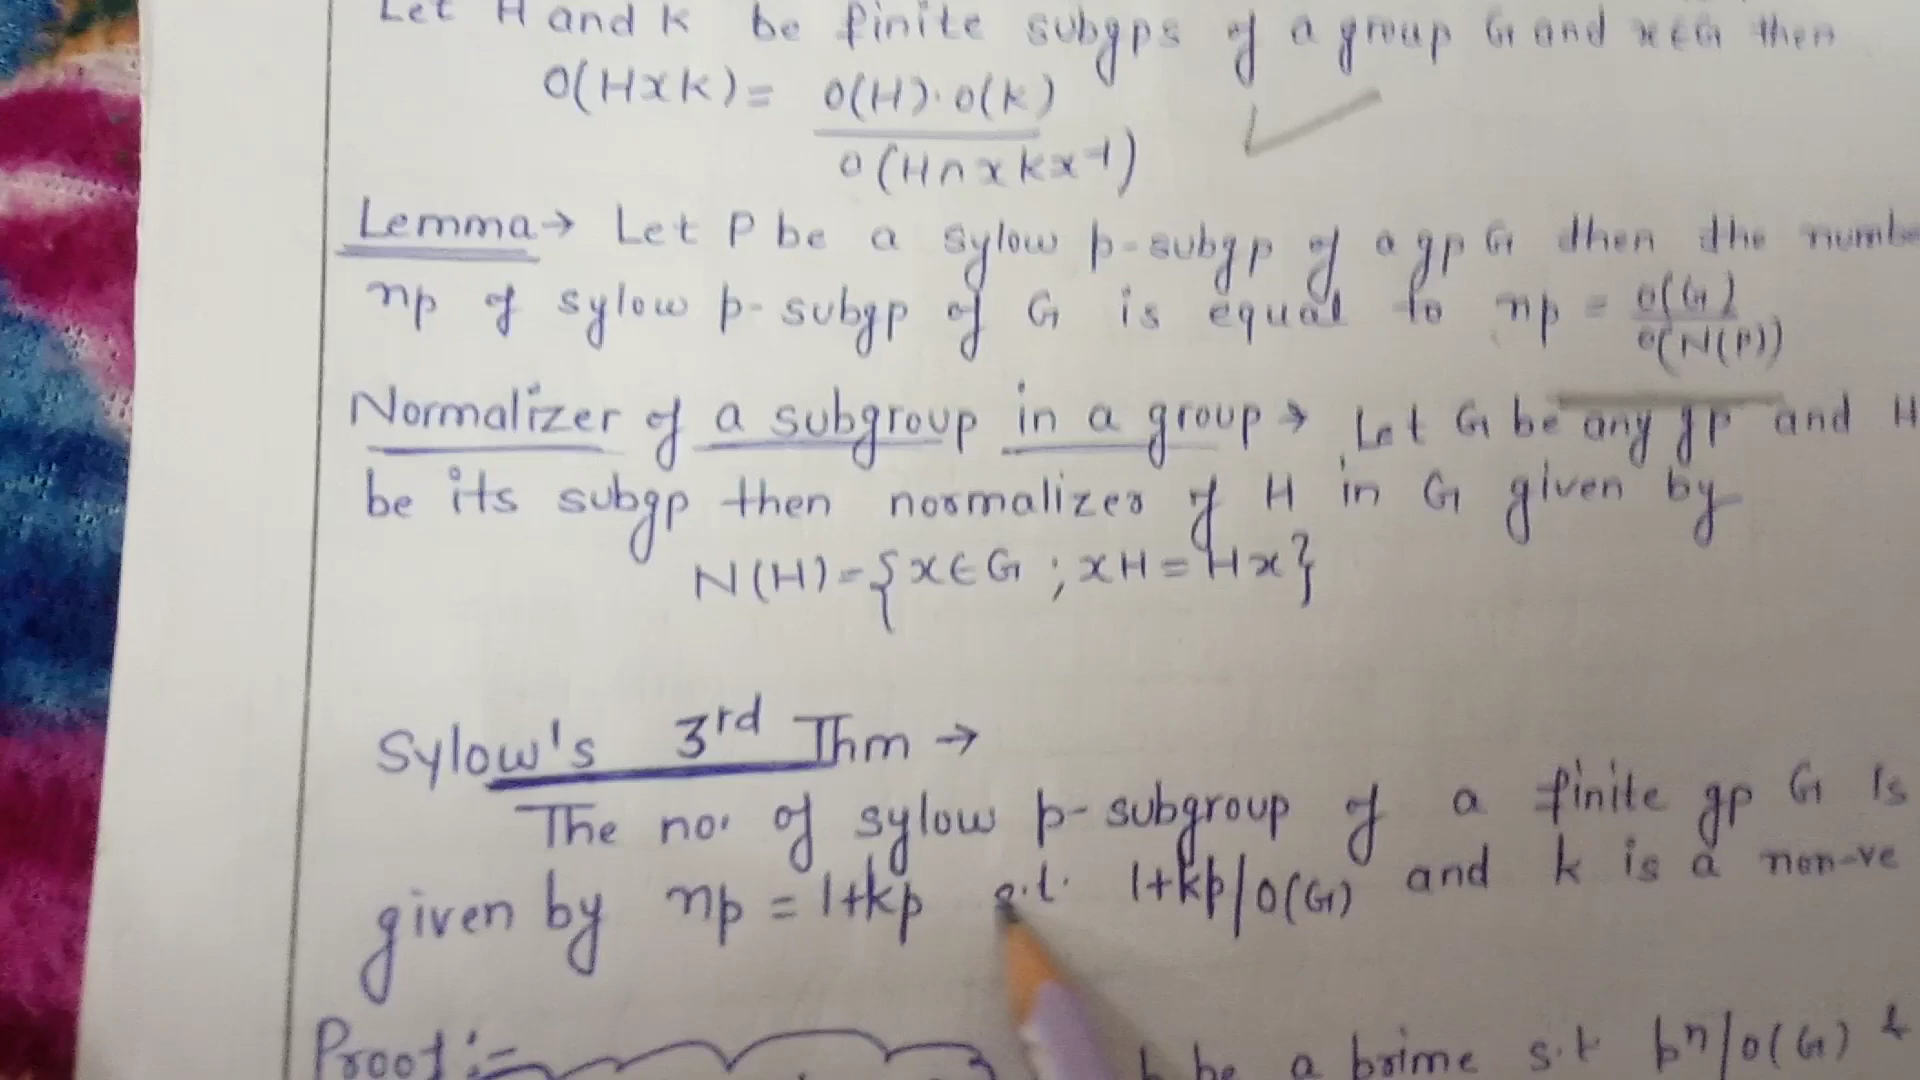 Let H and K be finite subgps of a group G and x∈G then
O(HxK) = O(H).O(K)
O(H∩xKx-1)
Lemma → Let P be a sylow p-subgp of a gp G then the numbe
np of sylow p-subgp of G is equal to np = O(G)
O(N(P))
Normalizer of a subgroup in a group → Let G be any gp and H
be its subgp then normalizer of H in G given by
N(H) = {x∈G ; xH = Hx}
Sylow's 3rd Thm →
The no. of sylow p-subgroup of a finite gp G is
given by np = 1+kp s.t. 1+kp/O(G) and k is a non-ve
Proof :- be a prime s.t pn/O(G) &